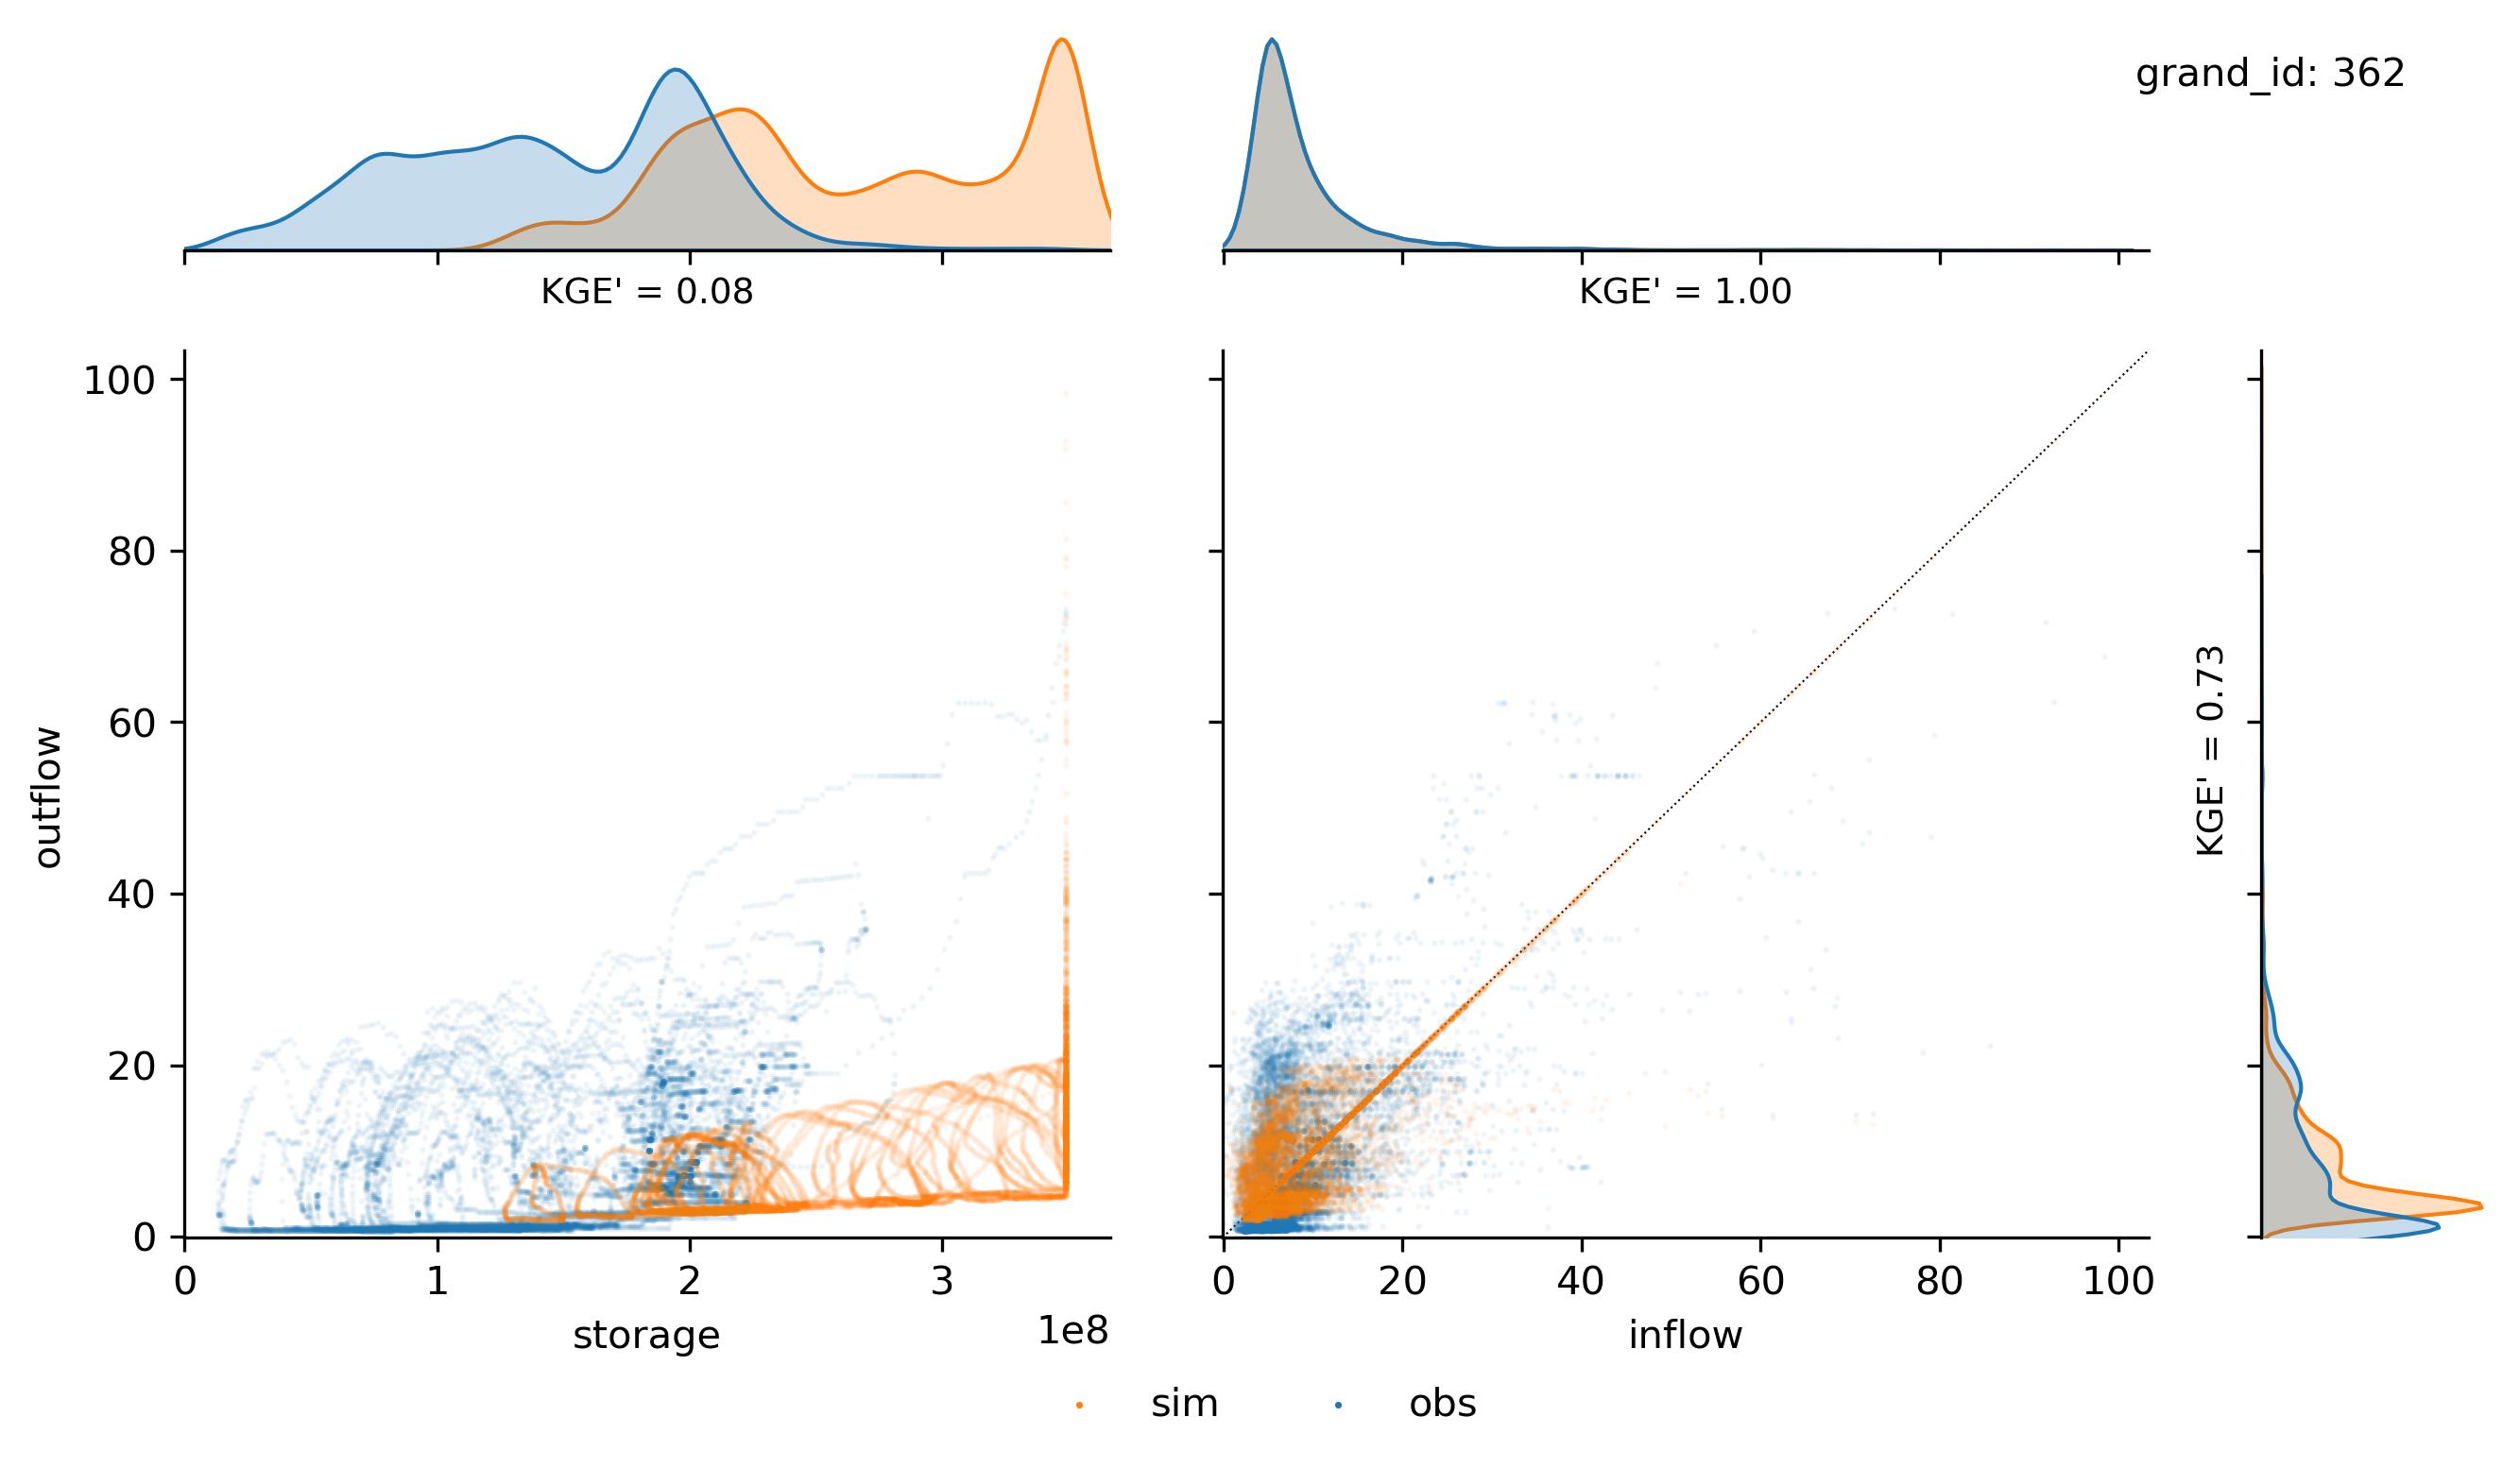 grand_id: 362
KGE' = 0.08
KGE' = 1.00
100
80
60
40
20
0
outflow
KGE' = 0.73
0 1 2 3
1e8
storage
0 20 40 60 80 100
inflow
sim obs